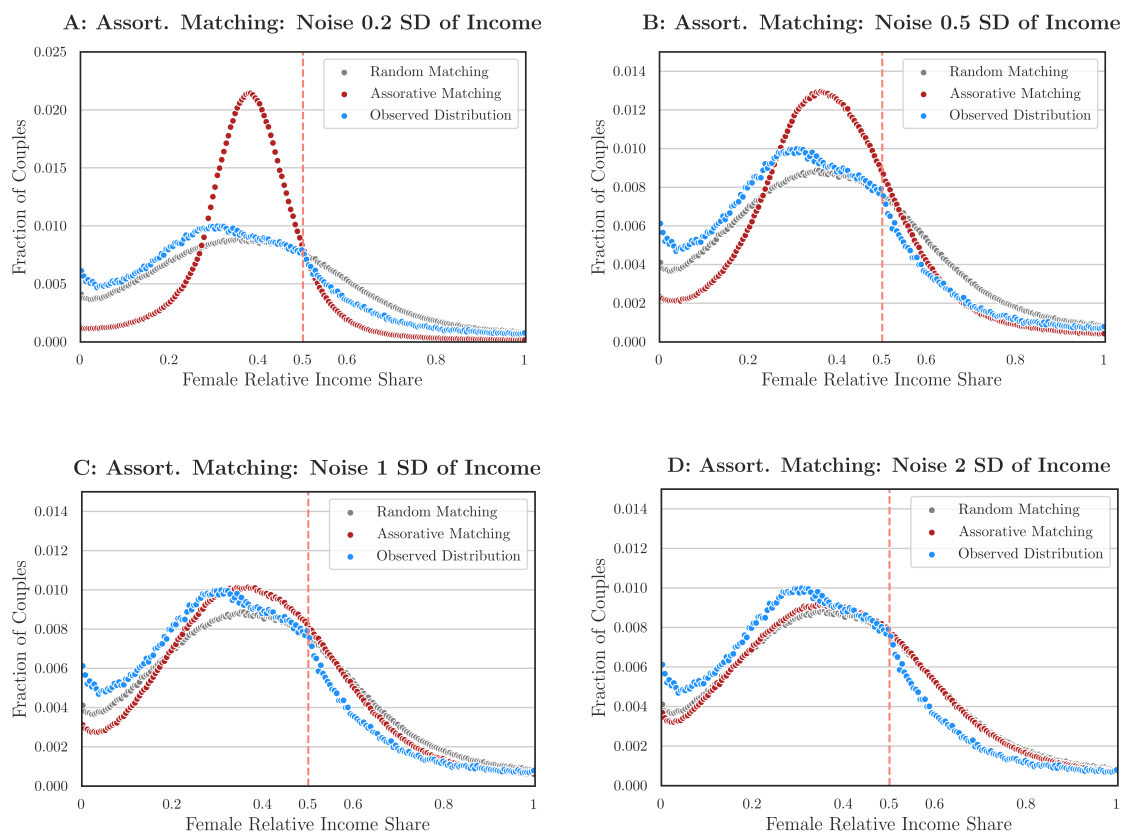 A: Assort. Matching: Noise 0.2 SD of Income
0.025
0.020
0.015
0.010
0.005
0.000
Fraction of Couples
Random Matching
Assorative Matching
Observed Distribution
0 0.2 0.4 0.5 0.6 0.8 1
Female Relative Income Share
B: Assort. Matching: Noise 0.5 SD of Income
0.014
0.012
0.010
0.008
0.006
0.004
0.002
0.000
Fraction of Couples
Random Matching
Assorative Matching
Observed Distribution
0 0.2 0.4 0.5 0.6 0.8 1
Female Relative Income Share
C: Assort. Matching: Noise 1 SD of Income
0.014
0.012
0.010
0.008
0.006
0.004
0.002
0.000
Fraction of Couples
Random Matching
Assorative Matching
Observed Distribution
0 0.2 0.4 0.5 0.6 0.8 1
Female Relative Income Share
D: Assort. Matching: Noise 2 SD of Income
0.014
0.012
0.010
0.008
0.006
0.004
0.002
0.000
Fraction of Couples
Random Matching
Assorative Matching
Observed Distribution
0 0.2 0.4 0.5 0.6 0.8 1
Female Relative Income Share